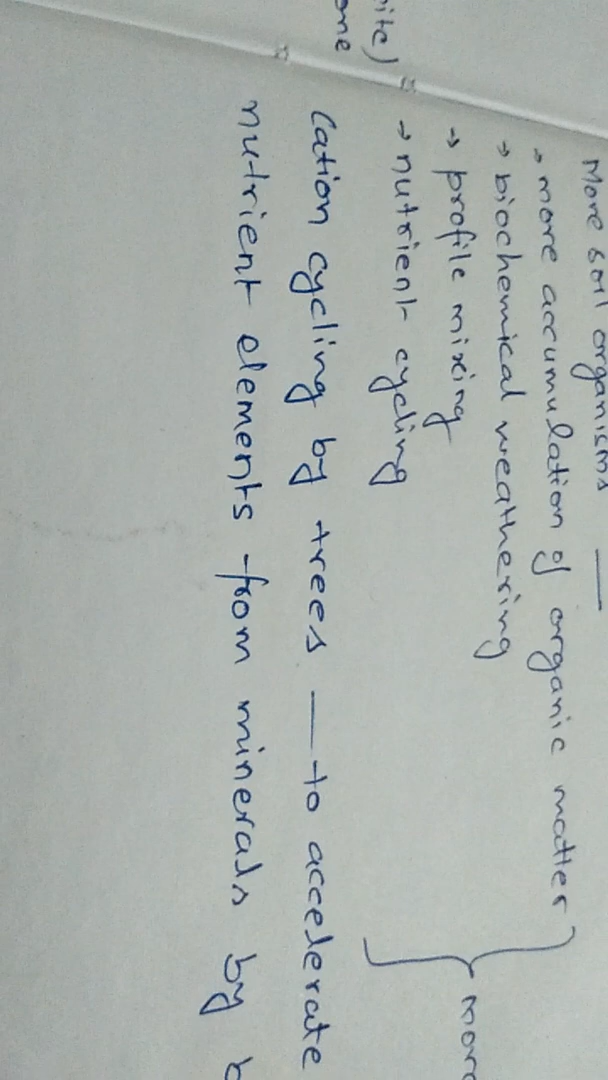 More soil organisms —
→ more accumulation of organic matter
→ biochemical weathering
→ profile mixing
→ nutrient cycling
more
Cation cycling by trees — to accelerate
nutrient elements from minerals by